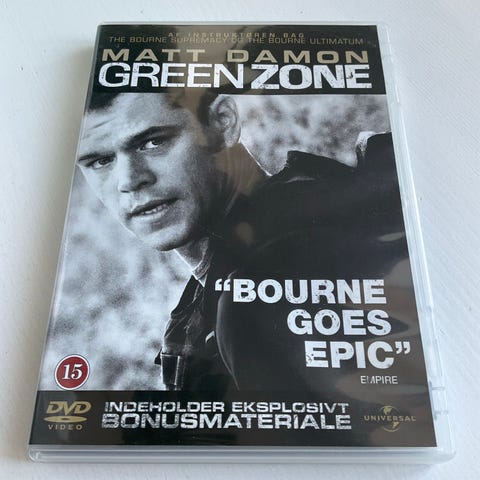 AF INSTRUKTØREN BAG
THE BOURNE SUPREMACY OG THE BOURNE ULTIMATUM
MATT DAMON
GREEN ZONE
"BOURNE
GOES
EPIC"
EMPIRE
15
DVD
VIDEO
INDEHOLDER EKSPLOSIVT
BONUSMATERIALE
UNIVERSAL